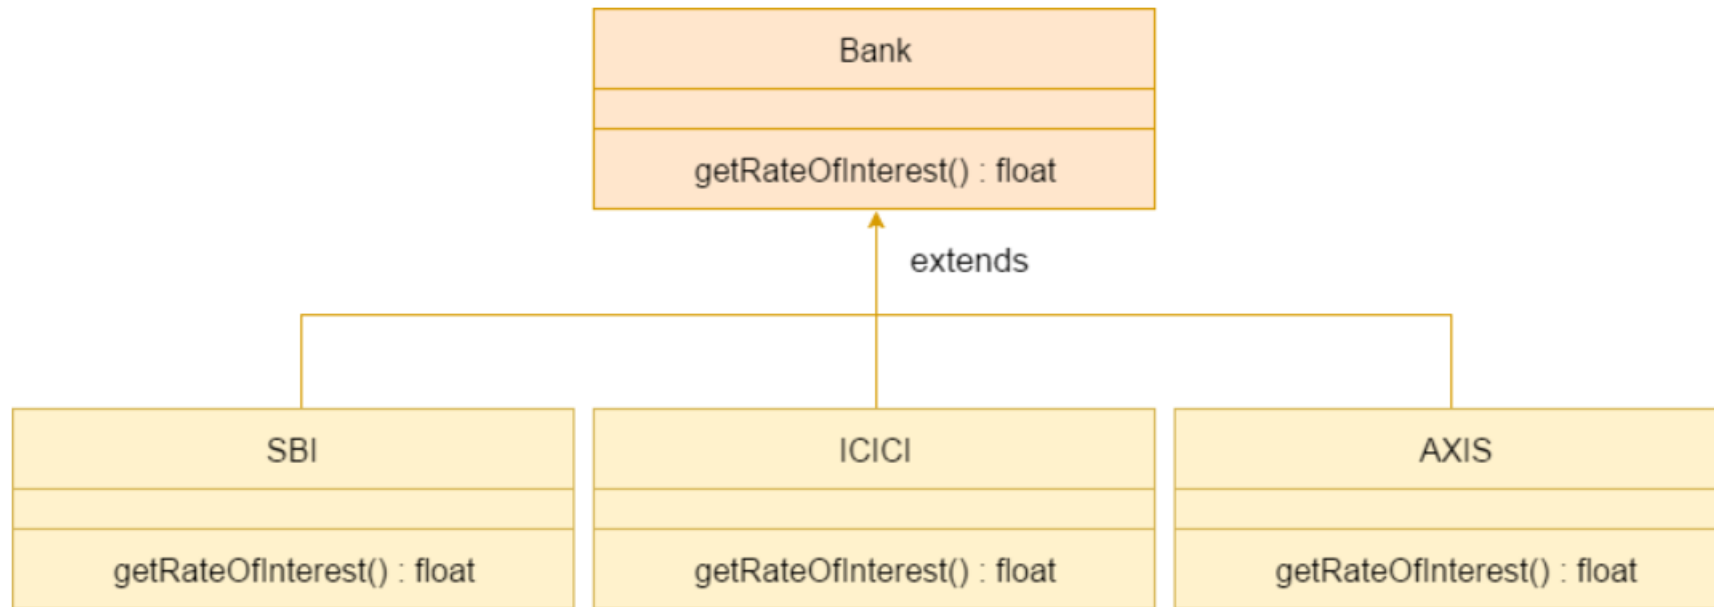 Bank
getRateOfInterest() : float
extends
SBI
ICICI
AXIS
getRateOfInterest() : float
getRateOfInterest() : float
getRateOfInterest() : float